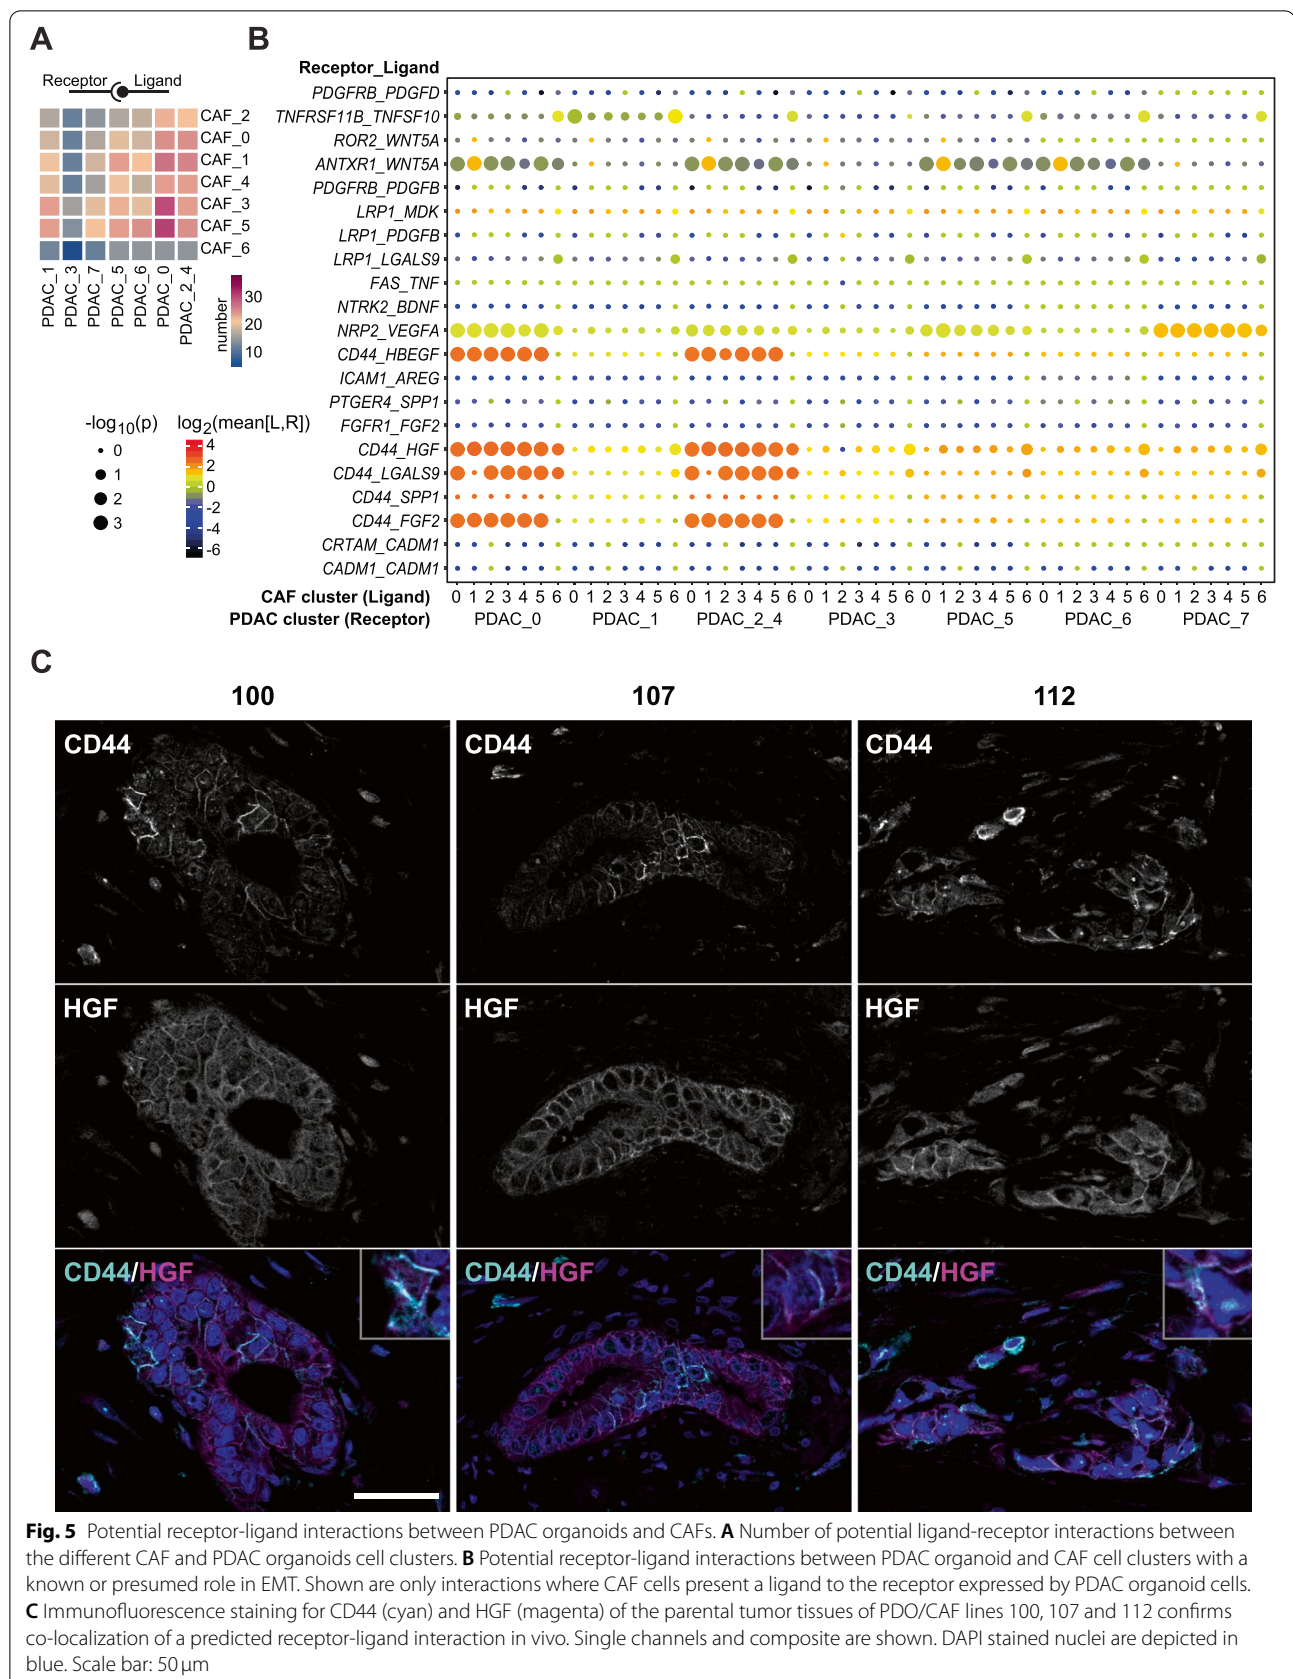 A
B
Receptor Ligand
CAF_2
CAF_0
CAF_1
CAF_4
CAF_3
CAF_5
CAF_6
PDAC_1
PDAC_3
PDAC_7
PDAC_5
PDAC_6
PDAC_0
PDAC_2_4
number
30
20
10
-log10(p)
0
1
2
3
log2(mean[L,R])
4
2
0
-2
-4
-6
Receptor_Ligand
PDGFRB_PDGFD
TNFRSF11B_TNFSF10
ROR2_WNT5A
ANTXR1_WNT5A
PDGFRB_PDGFB
LRP1_MDK
LRP1_PDGFB
LRP1_LGALS9
FAS_TNF
NTRK2_BDNF
NRP2_VEGFA
CD44_HBEGF
ICAM1_AREG
PTGER4_SPP1
FGFR1_FGF2
CD44_HGF
CD44_LGALS9
CD44_SPP1
CD44_FGF2
CRTAM_CADM1
CADM1_CADM1
CAF cluster (Ligand) 0 1 2 3 4 5 6 0 1 2 3 4 5 6 0 1 2 3 4 5 6 0 1 2 3 4 5 6 0 1 2 3 4 5 6 0 1 2 3 4 5 6 0 1 2 3 4 5 6
PDAC cluster (Receptor) PDAC_0 PDAC_1 PDAC_2_4 PDAC_3 PDAC_5 PDAC_6 PDAC_7
C
100 107 112
CD44 CD44 CD44
HGF HGF HGF
CD44/HGF CD44/HGF CD44/HGF
Fig. 5 Potential receptor-ligand interactions between PDAC organoids and CAFs. A Number of potential ligand-receptor interactions between
the different CAF and PDAC organoids cell clusters. B Potential receptor-ligand interactions between PDAC organoid and CAF cell clusters with a
known or presumed role in EMT. Shown are only interactions where CAF cells present a ligand to the receptor expressed by PDAC organoid cells.
C Immunofluorescence staining for CD44 (cyan) and HGF (magenta) of the parental tumor tissues of PDO/CAF lines 100, 107 and 112 confirms
co-localization of a predicted receptor-ligand interaction in vivo. Single channels and composite are shown. DAPI stained nuclei are depicted in
blue. Scale bar: 50 µm